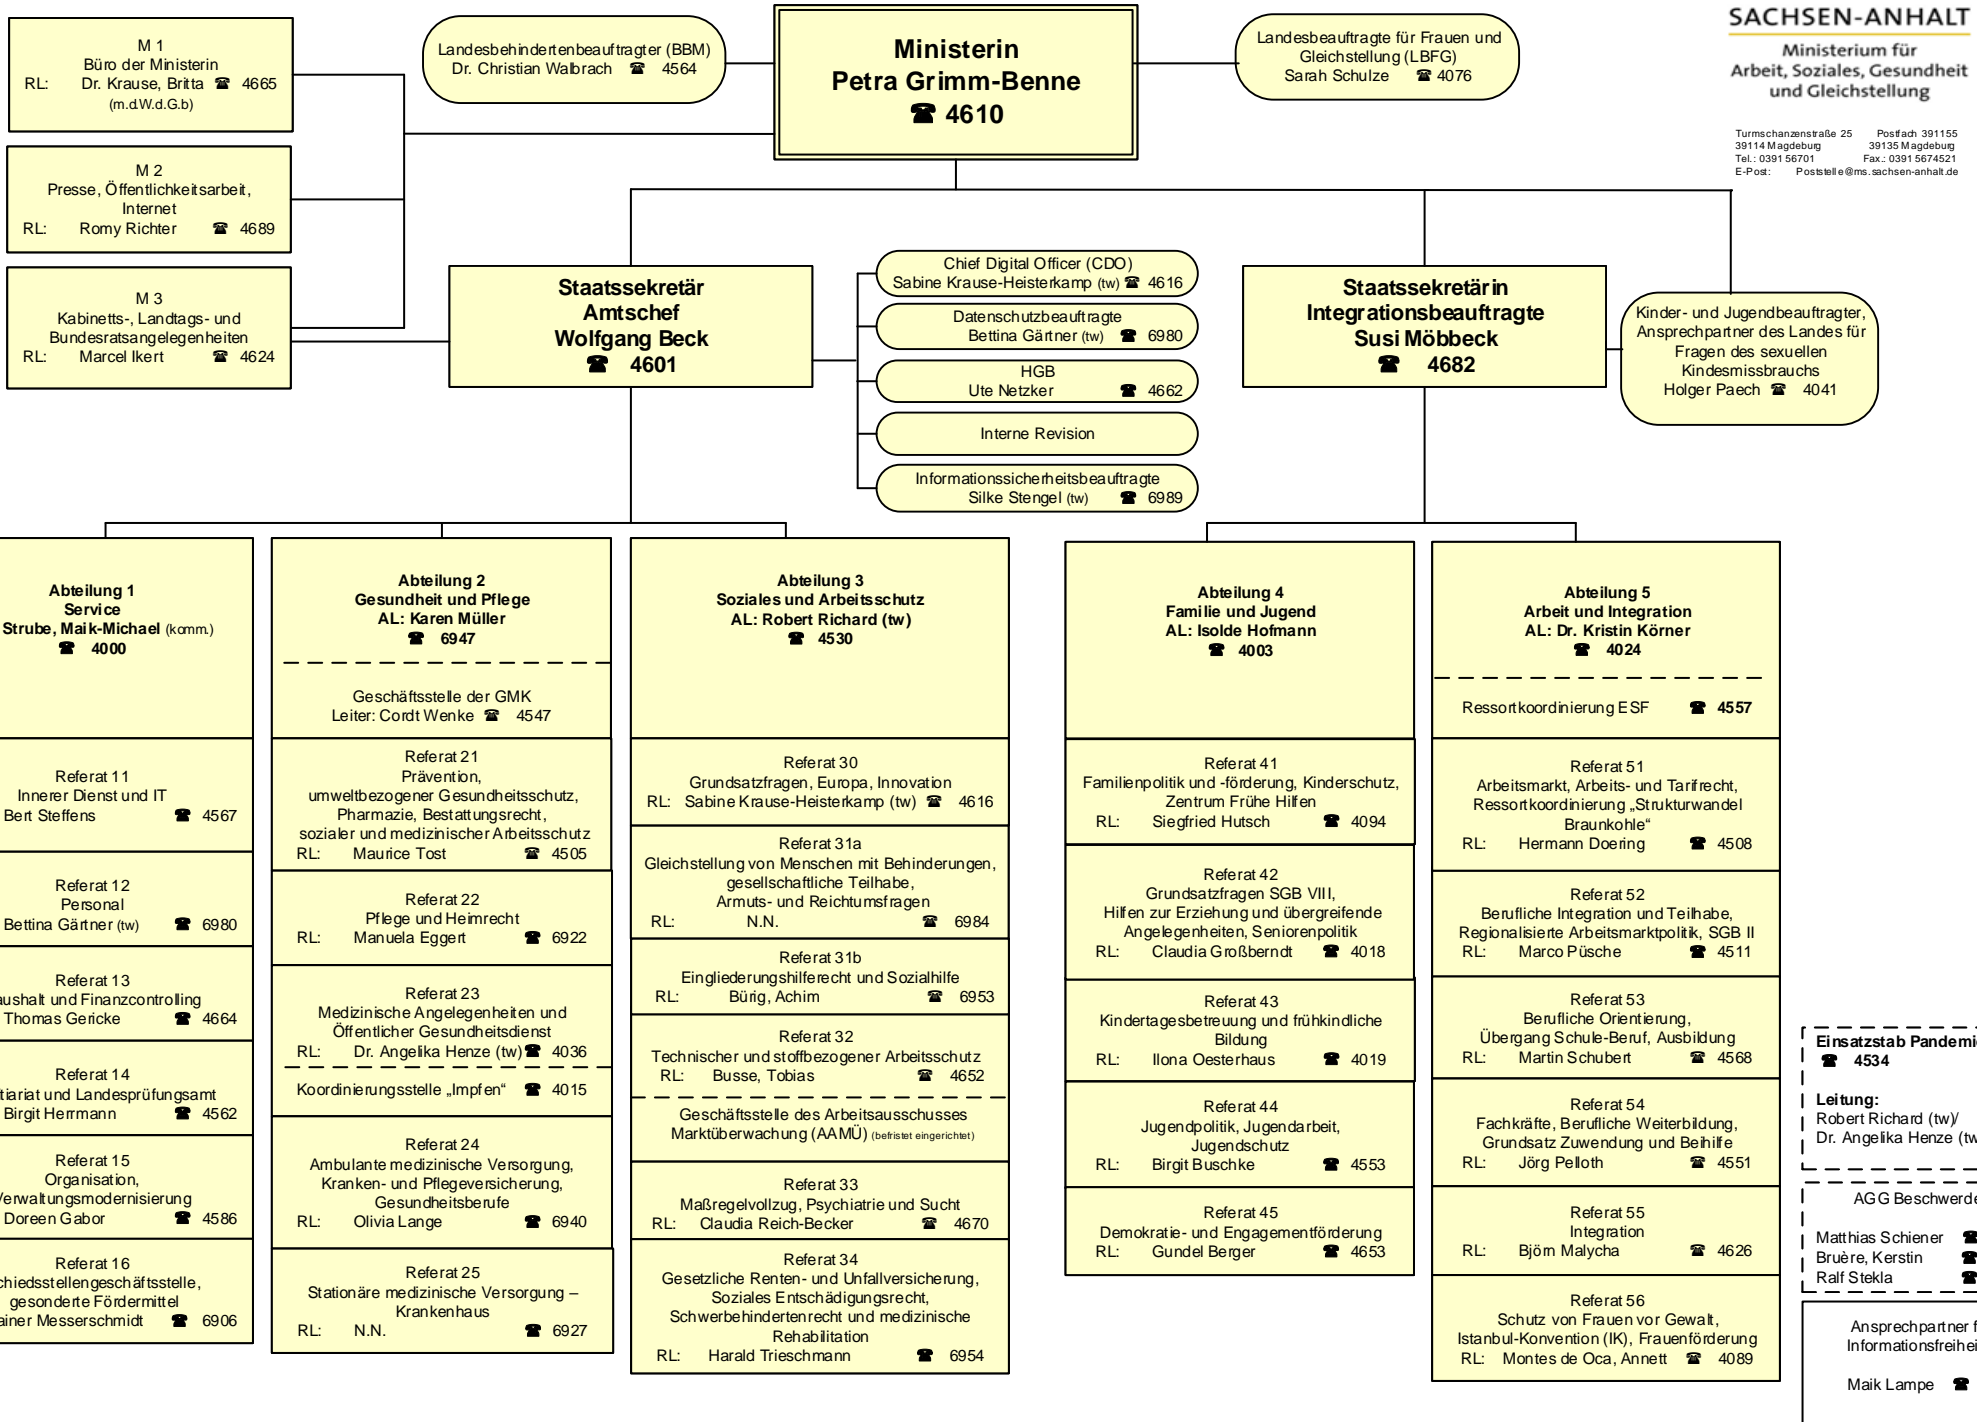 M 1
Büro der Ministerin
RL: Dr. Krause, Britta ☎ 4665
(m.d.W.d.G.b)
M 2
Presse, Öffentlichkeitsarbeit,
Internet
RL: Romy Richter ☎ 4689
M 3
Kabinetts-, Landtags- und
Bundesratsangelegenheiten
RL: Marcel Ikert ☎ 4624
Landesbehindertenbeauftragter (BBM)
Dr. Christian Walbrach ☎ 4564
Ministerin
Petra Grimm-Benne
☎ 4610
Landesbeauftragte für Frauen und
Gleichstellung (LBFG)
Sarah Schulze ☎ 4076
SACHSEN-ANHALT
Ministerium für
Arbeit, Soziales, Gesundheit
und Gleichstellung
Turmschanzenstraße 25 Postfach 391155
39114 Magdeburg 39135 Magdeburg
Tel.: 0391 56701 Fax.: 0391 5674521
E-Post: Poststelle@ms.sachsen-anhalt.de
Staatssekretär
Amtschef
Wolfgang Beck
☎ 4601
Chief Digital Officer (CDO)
Sabine Krause-Heisterkamp (tw) ☎ 4616
Datenschutzbeauftragte
Bettina Gärtner (tw) ☎ 6980
HGB
Ute Netzker ☎ 4662
Interne Revision
Informationssicherheitsbeauftragte
Silke Stengel (tw) ☎ 6989
Staatssekretärin
Integrationsbeauftragte
Susi Möbbeck
☎ 4682
Kinder- und Jugendbeauftragter,
Ansprechpartner des Landes für
Fragen des sexuellen
Kindesmissbrauchs
Holger Paech ☎ 4041
Abteilung 1
Service
Strube, Maik-Michael (komm.)
☎ 4000
Referat 11
Innerer Dienst und IT
Bert Steffens ☎ 4567
Referat 12
Personal
Bettina Gärtner (tw) ☎ 6980
Referat 13
und Finanzcontrolling
Thomas Gericke ☎ 4664
Referat 14
und Landesprüfungsamt
Birgit Herrmann ☎ 4562
Referat 15
Organisation,
Verwaltungsmodernisierung
Doreen Gabor ☎ 4586
Referat 16
gesonderte Fördermittel
Messerschmidt ☎ 6906
Abteilung 2
Gesundheit und Pflege
AL: Karen Müller
☎ 6947
Geschäftsstelle der GMK
Leiter: Cordt Wenke ☎ 4547
Referat 21
Prävention,
umweltbezogener Gesundheitsschutz,
Pharmazie, Bestattungsrecht,
sozialer und medizinischer Arbeitsschutz
RL: Maurice Tost ☎ 4505
Referat 22
Pflege und Heimrecht
RL: Manuela Eggert ☎ 6922
Referat 23
Medizinische Angelegenheiten und
Öffentlicher Gesundheitsdienst
RL: Dr. Angelika Henze (tw) ☎ 4036
Koordinierungsstelle „Impfen“ ☎ 4015
Referat 24
Ambulante medizinische Versorgung,
Kranken- und Pflegeversicherung,
Gesundheitsberufe
RL: Olivia Lange ☎ 6940
Referat 25
Stationäre medizinische Versorgung –
Krankenhaus
RL: N.N. ☎ 6927
Abteilung 3
Soziales und Arbeitsschutz
AL: Robert Richard (tw)
☎ 4530
Referat 30
Grundsatzfragen, Europa, Innovation
RL: Sabine Krause-Heisterkamp (tw) ☎ 4616
Referat 31a
Gleichstellung von Menschen mit Behinderungen,
gesellschaftliche Teilhabe,
Armuts- und Reichtumsfragen
RL: N.N. ☎ 6984
Referat 31b
Eingliederungshilferecht und Sozialhilfe
RL: Bürig, Achim ☎ 6953
Referat 32
Technischer und stoffbezogener Arbeitsschutz
RL: Busse, Tobias ☎ 4652
Geschäftsstelle des Arbeitsausschusses
Marktüberwachung (AAMÜ) (befristet eingerichtet)
Referat 33
Maßregelvollzug, Psychiatrie und Sucht
RL: Claudia Reich-Becker ☎ 4670
Referat 34
Gesetzliche Renten- und Unfallversicherung,
Soziales Entschädigungsrecht,
Schwerbehindertenrecht und medizinische
Rehabilitation
RL: Harald Trieschmann ☎ 6954
Abteilung 4
Familie und Jugend
AL: Isolde Hofmann
☎ 4003
Referat 41
Familienpolitik und -förderung, Kinderschutz,
Zentrum Frühe Hilfen
RL: Siegfried Hutsch ☎ 4094
Referat 42
Grundsatzfragen SGB VIII,
Hilfen zur Erziehung und übergreifende
Angelegenheiten, Seniorenpolitik
RL: Claudia Großberndt ☎ 4018
Referat 43
Kindertagesbetreuung und frühkindliche
Bildung
RL: Ilona Oesterhaus ☎ 4019
Referat 44
Jugendpolitik, Jugendarbeit,
Jugendschutz
RL: Birgit Buschke ☎ 4553
Referat 45
Demokratie- und Engagementförderung
RL: Gundel Berger ☎ 4653
Abteilung 5
Arbeit und Integration
AL: Dr. Kristin Körner
☎ 4024
Ressortkoordinierung ESF ☎ 4557
Referat 51
Arbeitsmarkt, Arbeits- und Tarifrecht,
Ressortkoordinierung „Strukturwandel
Braunkohle“
RL: Hermann Doering ☎ 4508
Referat 52
Berufliche Integration und Teilhabe,
Regionalisierte Arbeitsmarktpolitik, SGB II
RL: Marco Püsche ☎ 4511
Referat 53
Berufliche Orientierung,
Übergang Schule-Beruf, Ausbildung
RL: Martin Schubert ☎ 4568
Referat 54
Fachkräfte, Berufliche Weiterbildung,
Grundsatz Zuwendung und Beihilfe
RL: Jörg Pelloth ☎ 4551
Referat 55
Integration
RL: Björn Malycha ☎ 4626
Referat 56
Schutz von Frauen vor Gewalt,
Istanbul-Konvention (IK), Frauenförderung
RL: Montes de Oca, Annett ☎ 4089
Einsatzstab
☎ 4534
Leitung:
Robert Richard (tw)/
Dr. Angelika Henze
AGG
Matthias Schiener ☎
Bruère, Kerstin ☎
Ralf Stekla ☎
Ansprechpartner
Maik Lampe ☎